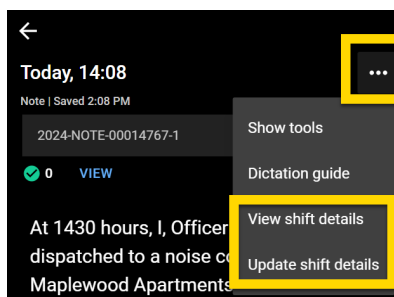 Today, 14:08
Note | Saved 2:08 PM
2024-NOTE-00014767-1
0 VIEW
Show tools
Dictation guide
View shift details
Update shift details
At 1430 hours, I, Officer
dispatched to a noise
Maplewood Apartments